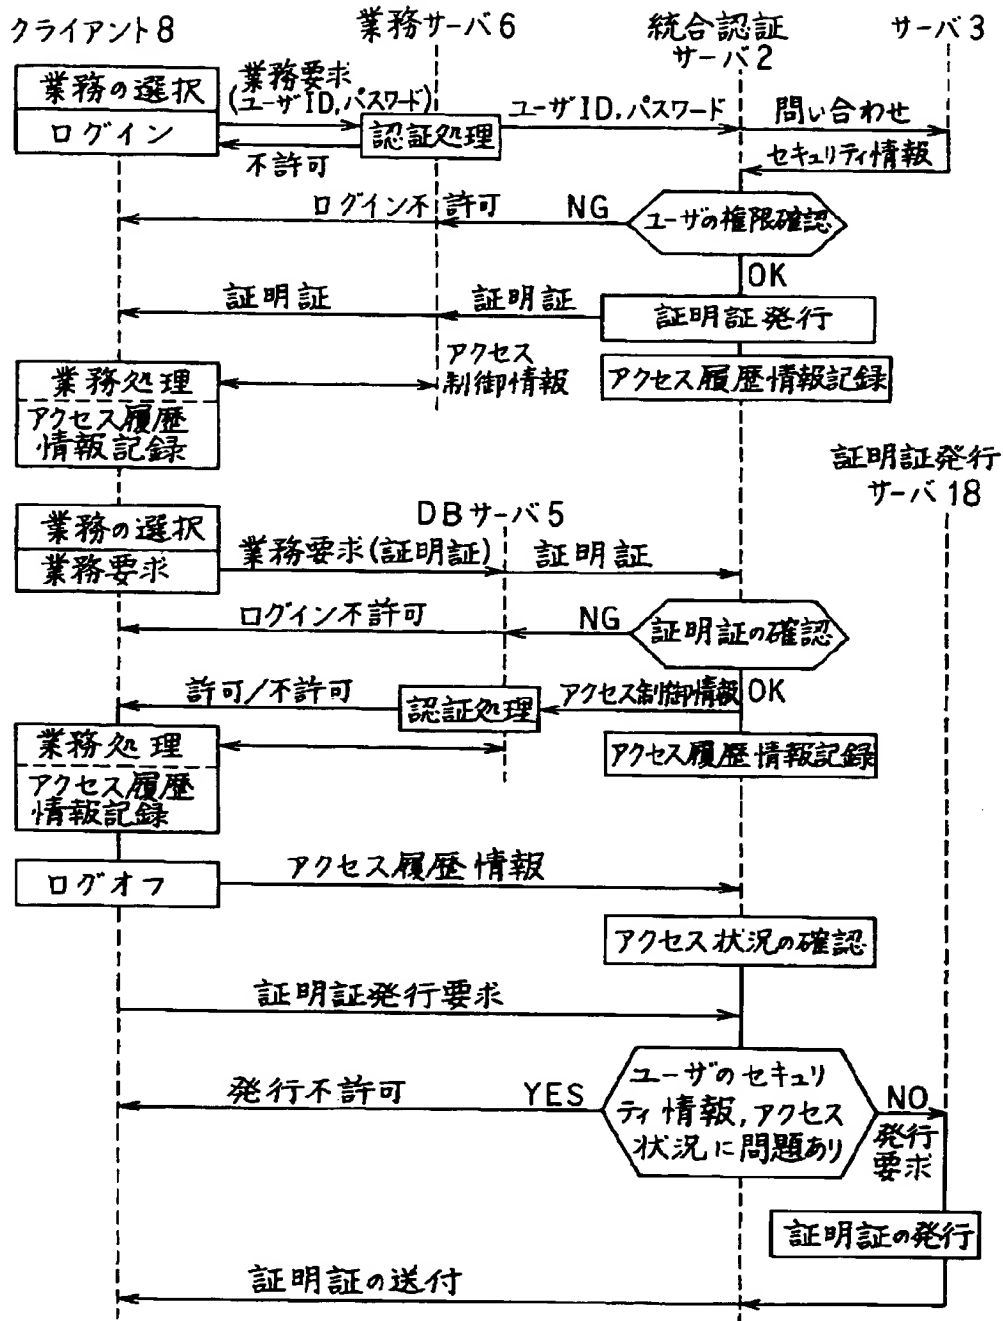 クライアント8
業務サーバ6
統合認証
サーバ2
サーバ3
業務の選択
ログイン
業務要求
(ユーザID,パスワード)
認証処理
ユーザID,パスワード
問い合わせ
セキュリティ情報
不許可
ログイン不許可
NG
ユーザの権限確認
OK
証明証
証明証
証明証発行
業務処理
アクセス履歴
情報記録
アクセス
制御情報
アクセス履歴情報記録
証明証発行
サーバ18
業務の選択
業務要求
DBサーバ5
業務要求(証明証)
証明証
ログイン不許可
NG
証明証の確認
許可/不許可
認証処理
アクセス制御情報
OK
業務処理
アクセス履歴
情報記録
アクセス履歴情報記録
ログオフ
アクセス履歴情報
アクセス状況の確認
証明証発行要求
発行不許可
YES
ユーザのセキュリ
ティ情報,アクセス
状況に問題あり
NO
発行
要求
証明証の発行
証明証の送付